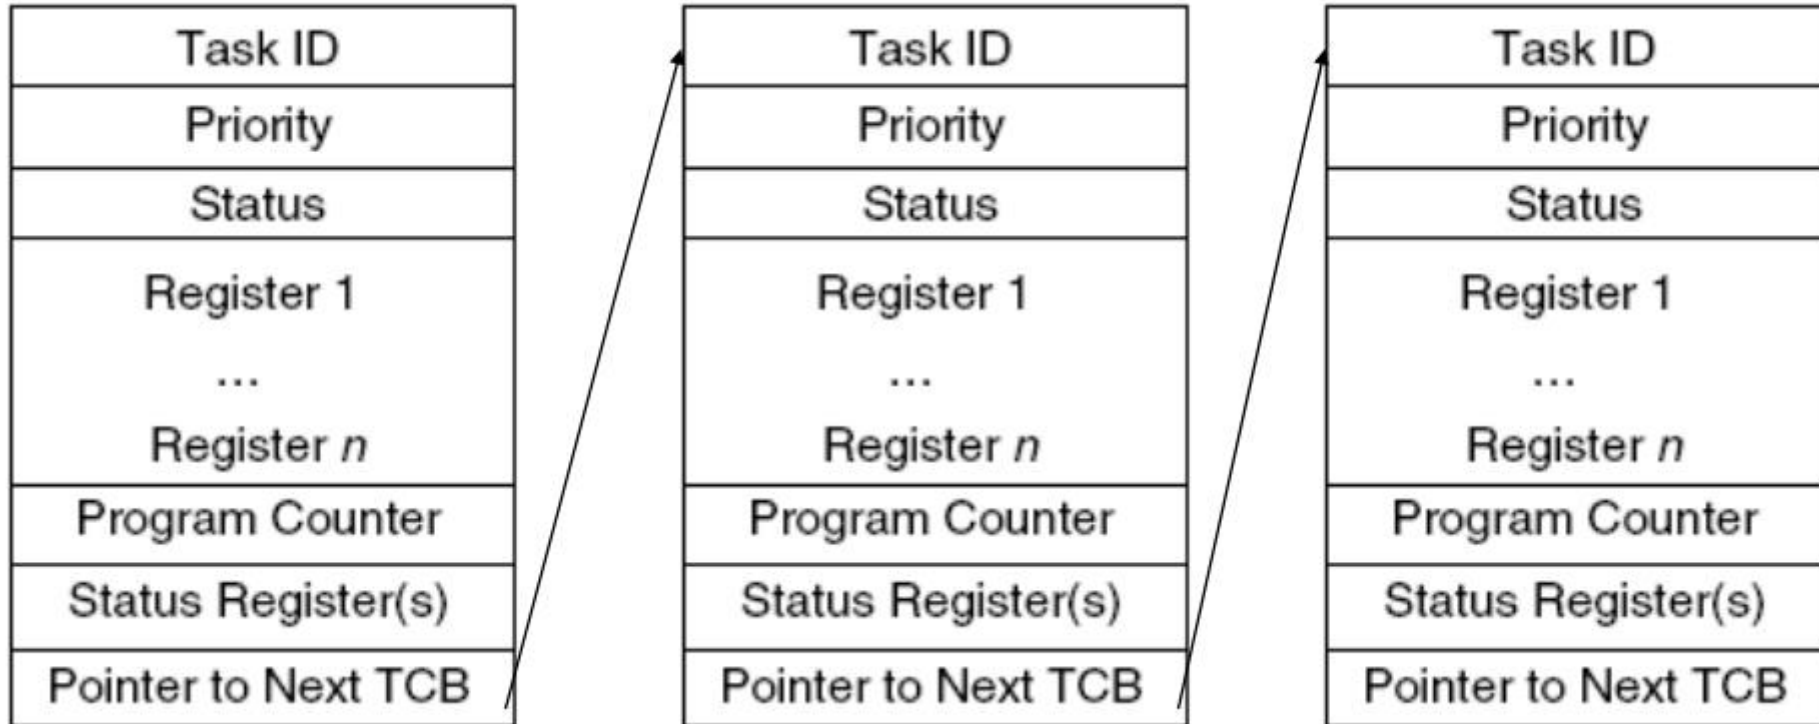 Task ID
Priority
Status
Register 1
...
Register n
Program Counter
Status Register(s)
Pointer to Next TCB
Task ID
Priority
Status
Register 1
...
Register n
Program Counter
Status Register(s)
Pointer to Next TCB
Task ID
Priority
Status
Register 1
...
Register n
Program Counter
Status Register(s)
Pointer to Next TCB